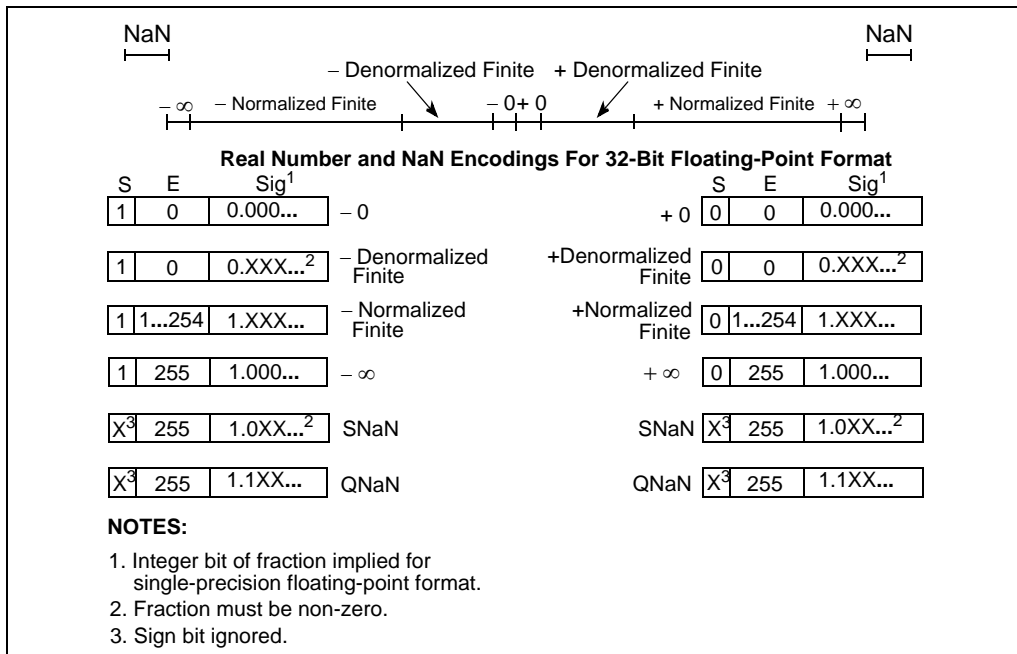 NaN NaN
− Denormalized Finite + Denormalized Finite
− ∞ − Normalized Finite − 0 + 0 + Normalized Finite + ∞
Real Number and NaN Encodings For 32-Bit Floating-Point Format
S E Sig1 S E Sig1
1 0 0.000... − 0 + 0 0 0 0.000...
1 0 0.XXX...2 − Denormalized Finite +Denormalized Finite 0 0 0.XXX...2
1 1...254 1.XXX... − Normalized Finite +Normalized Finite 0 1...254 1.XXX...
1 255 1.000... − ∞ + ∞ 0 255 1.000...
X3 255 1.0XX...2 SNaN SNaN X3 255 1.0XX...2
X3 255 1.1XX... QNaN QNaN X3 255 1.1XX...
NOTES:
1. Integer bit of fraction implied for
single-precision floating-point format.
2. Fraction must be non-zero.
3. Sign bit ignored.